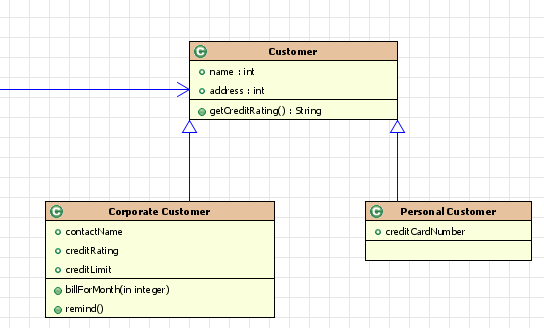 C Customer
name : int
address : int
getCreditRating() : String
C Corporate Customer
contactName
creditRating
creditLimit
billForMonth(in integer)
remind()
C Personal Customer
creditCardNumber